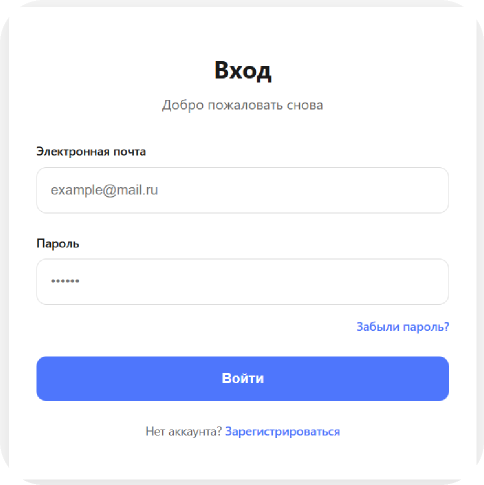 Вход
Добро пожаловать снова
Электронная почта
example@mail.ru
Пароль
••••••
Забыли пароль?
Войти
Нет аккаунта? Зарегистрироваться